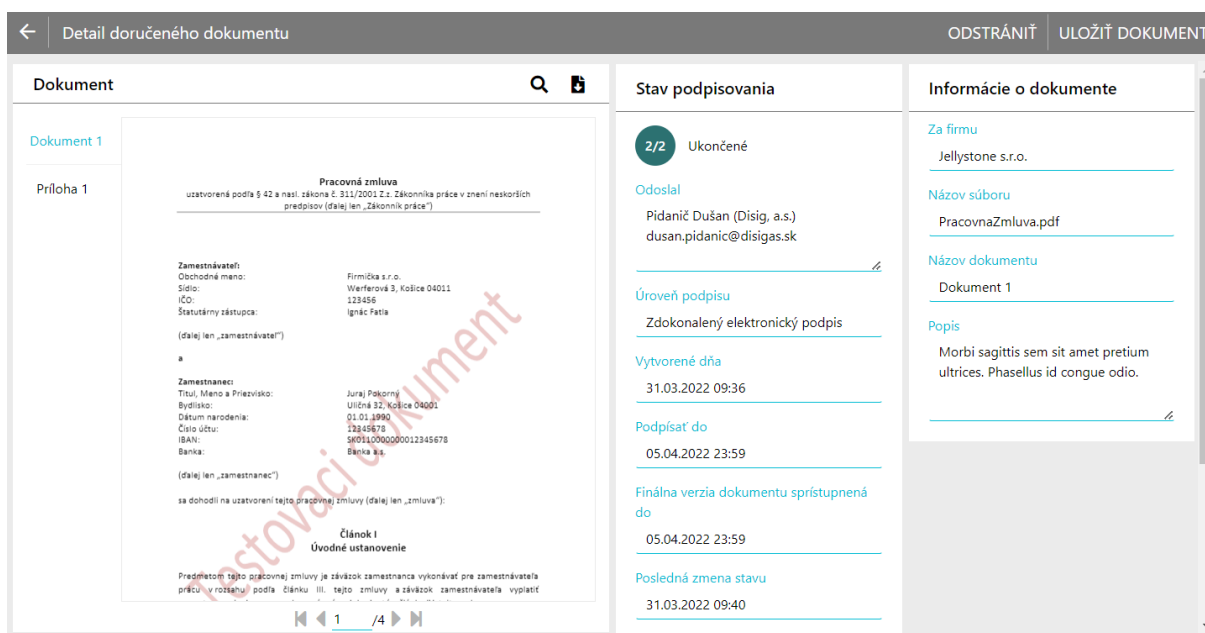 Detail doručeného dokumentu
ODSTRÁNIŤ
ULOŽIŤ DOKUMENT
Dokument
Dokument 1
Príloha 1
Pracovná zmluva
uzatvorená podľa § 42 a nasl. zákona č. 311/2001 Z.z. Zákonníka práce v znení neskorších
predpisov (ďalej len „Zákonník práce“)
Zamestnávateľ:
Obchodné meno: Firmička s.r.o.
Sídlo: Werferová 3, Košice 04011
IČO: 123456
Štatutárny zástupca: Ignác Fatla
(ďalej len „zamestnávateľ“)
a
Zamestnanec:
Titul, Meno a Priezvisko: Juraj Pokorný
Bydlisko: Uličná 32, Košice 04001
Dátum narodenia: 01.01.1990
Číslo účtu: 12345678
IBAN: SK0110000000012345678
Banka: Banka a.s.
(ďalej len „zamestnanec“)
sa dohodli na uzatvorení tejto pracovnej zmluvy (ďalej len „zmluva“):
Článok I
Úvodné ustanovenie
Predmetom tejto pracovnej zmluvy je záväzok zamestnanca vykonávať pre zamestnávateľa
prácu v rozsahu podľa článku III. tejto zmluvy a záväzok zamestnávateľa vyplatiť
Testovací dokument
1 /4
Stav podpisovania
2/2 Ukončené
Odoslal
Pidanič Dušan (Disig, a.s.)
dusan.pidanic@disigas.sk
Úroveň podpisu
Zdokonalený elektronický podpis
Vytvorené dňa
31.03.2022 09:36
Podpísať do
05.04.2022 23:59
Finálna verzia dokumentu sprístupnená
do
05.04.2022 23:59
Posledná zmena stavu
31.03.2022 09:40
Informácie o dokumente
Za firmu
Jellystone s.r.o.
Názov súboru
PracovnaZmluva.pdf
Názov dokumentu
Dokument 1
Popis
Morbi sagittis sem sit amet pretium
ultrices. Phasellus id congue odio.